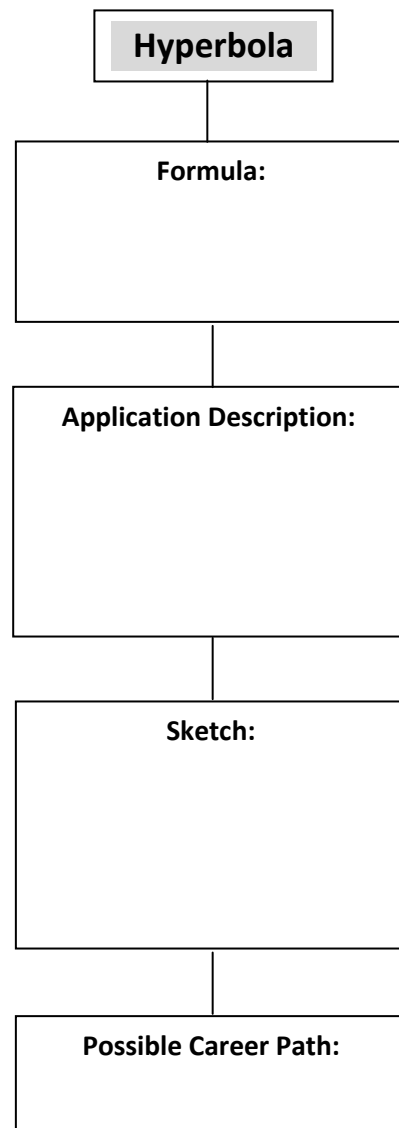 Hyperbola
Formula:
Application Description:
Sketch:
Possible Career Path: